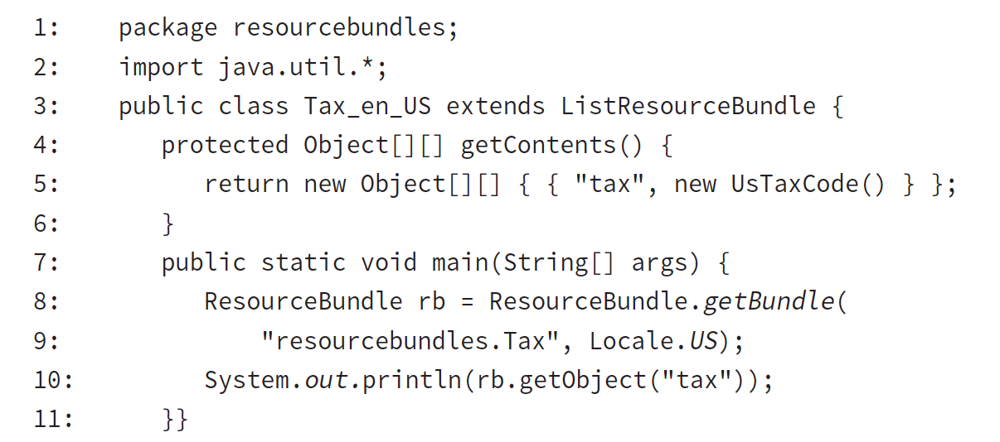 1:    package resourcebundles;
2:    import java.util.*;
3:    public class Tax_en_US extends ListResourceBundle {
4:       protected Object[][] getContents() {
5:          return new Object[][] { { "tax", new UsTaxCode() } };
6:       }
7:       public static void main(String[] args) {
8:          ResourceBundle rb = ResourceBundle.getBundle(
9:              "resourcebundles.Tax", Locale.US);
10:         System.out.println(rb.getObject("tax"));
11:      }}